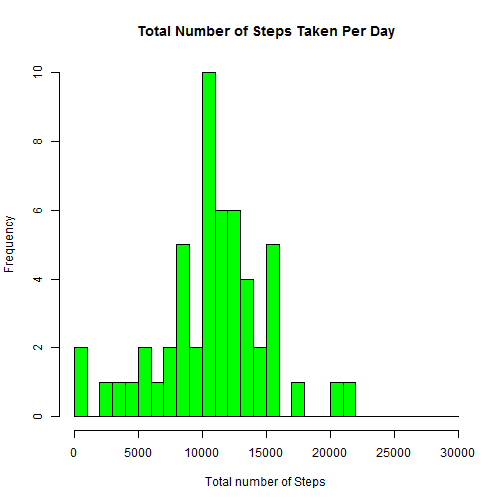 Total Number of Steps Taken Per Day
Frequency
10
8
6
4
2
0
0 5000 10000 15000 20000 25000 30000
Total number of Steps